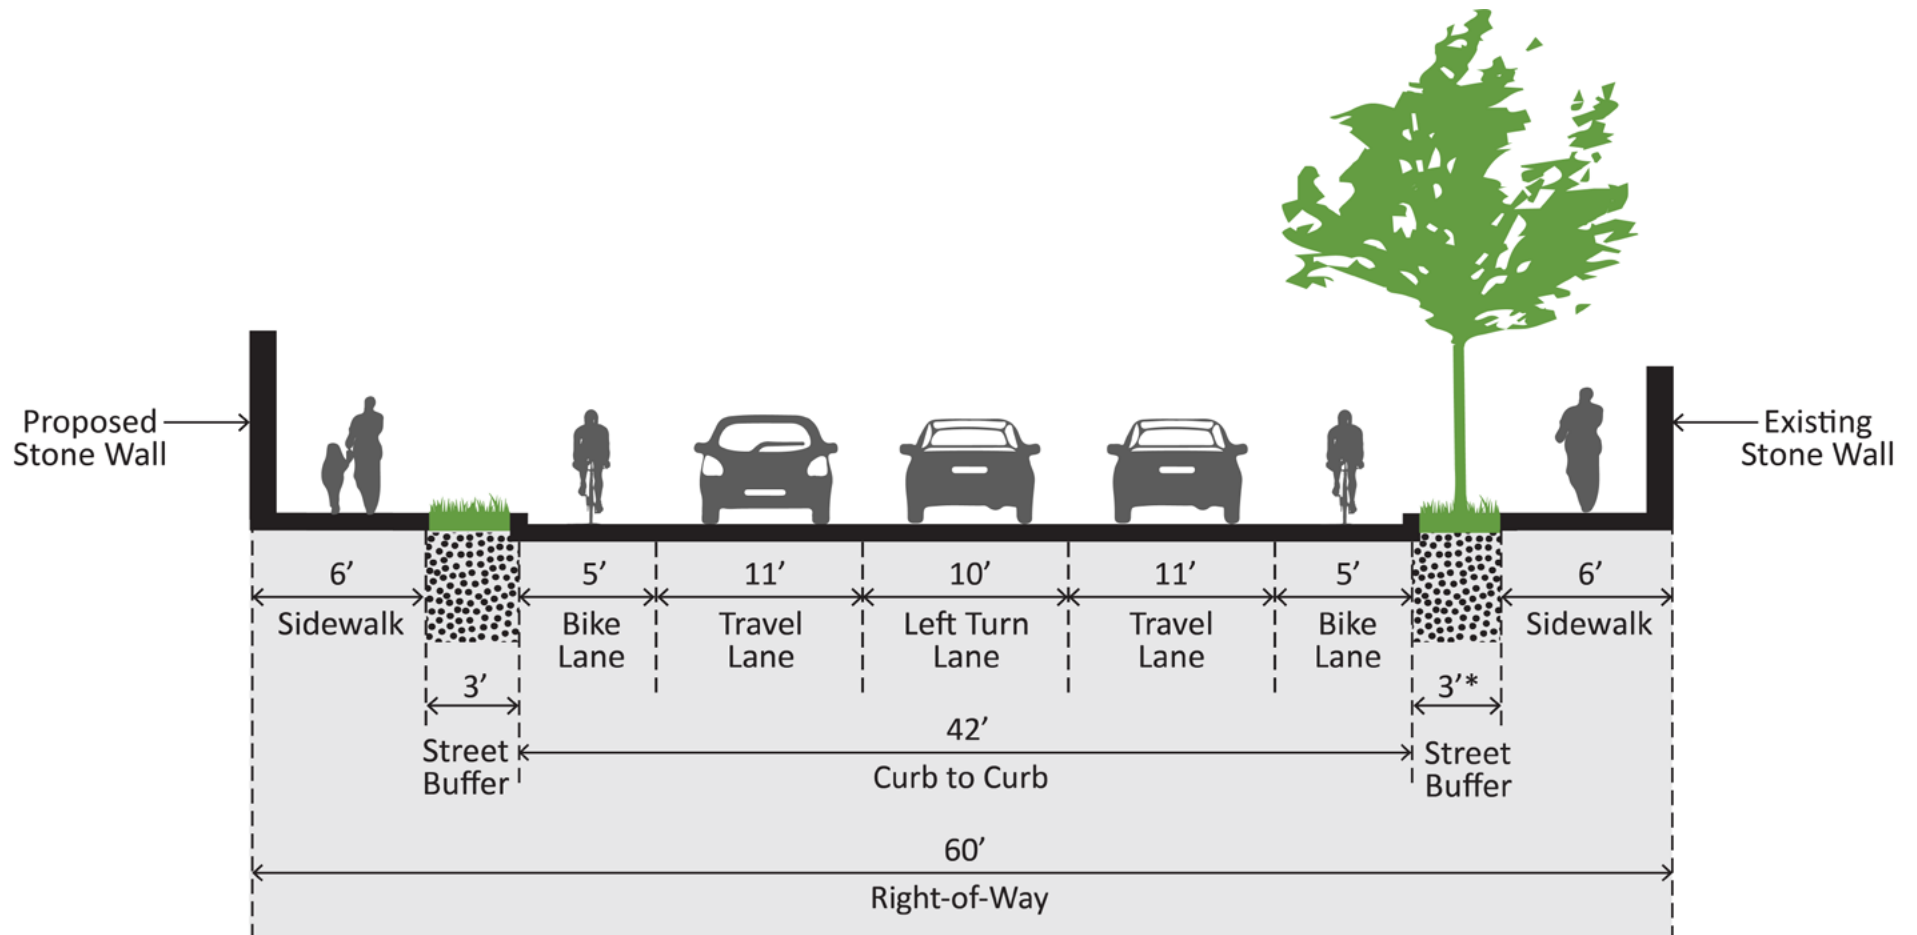 Proposed
Stone Wall
Existing
Stone Wall
6’
5’
11’
10’
11’
5’
6’
Sidewalk
Bike
Lane
Travel
Lane
Left Turn
Lane
Travel
Lane
Bike
Lane
Sidewalk
3’
3’*
Street
Buffer
42’
Curb to Curb
Street
Buffer
60’
Right-of-Way